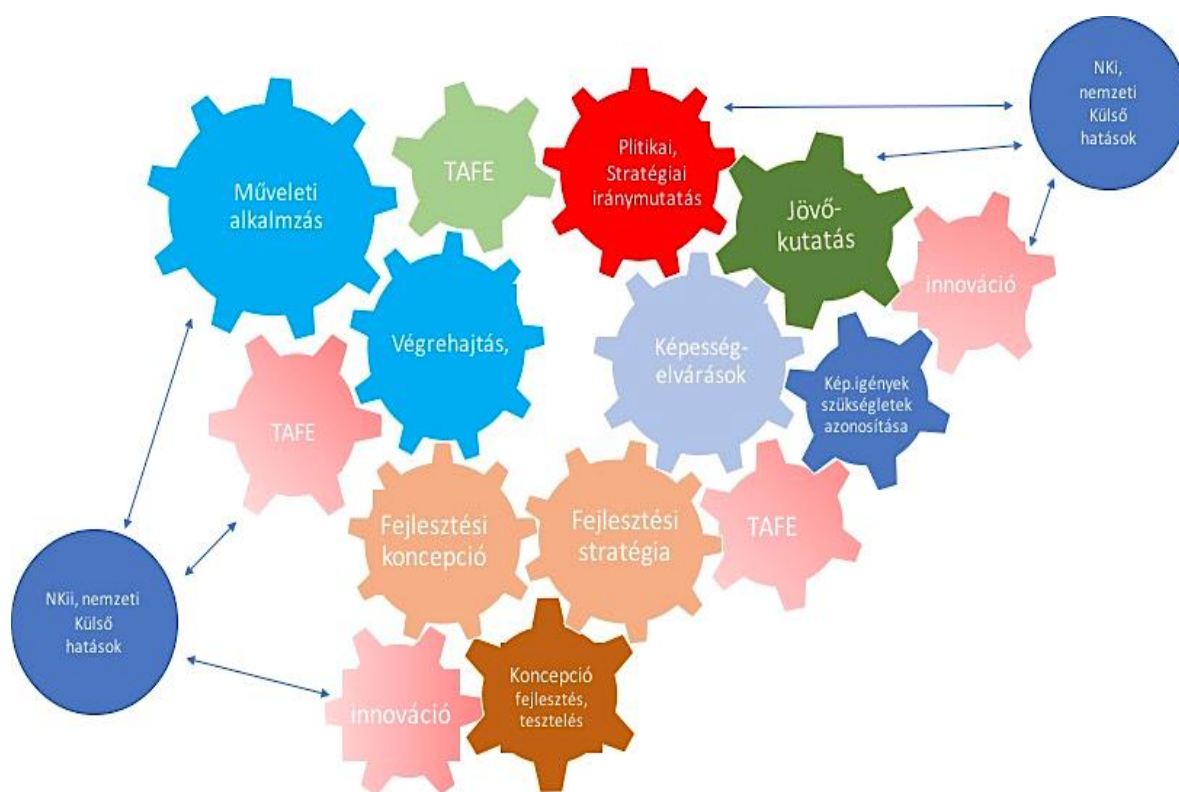 NKi,
nemzeti
Külső
hatások
Plitikai,
Stratégiai
iránymutatás
TAFE
Műveleti
alkalmzás
Jövő-
kutatás
innováció
Végrehajtás,
Képesség-
elvárások
Kép.igények
szükségletek
azonosítása
TAFE
Fejlesztési
koncepció
Fejlesztési
stratégia
TAFE
NKii, nemzeti
Külső
hatások
Koncepció
fejlesztés,
tesztelés
innováció